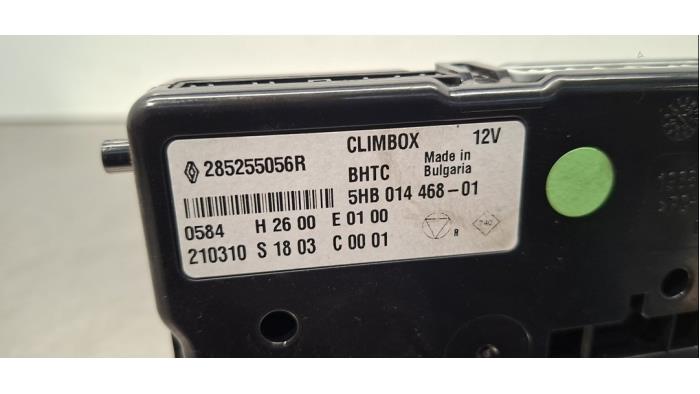 CLIMBOX 12V
285255056R
BHTC Made in Bulgaria
5HB 014 468-01
0584 H 26 00 E 01 00
210310 S 18 03 C 00 01
R